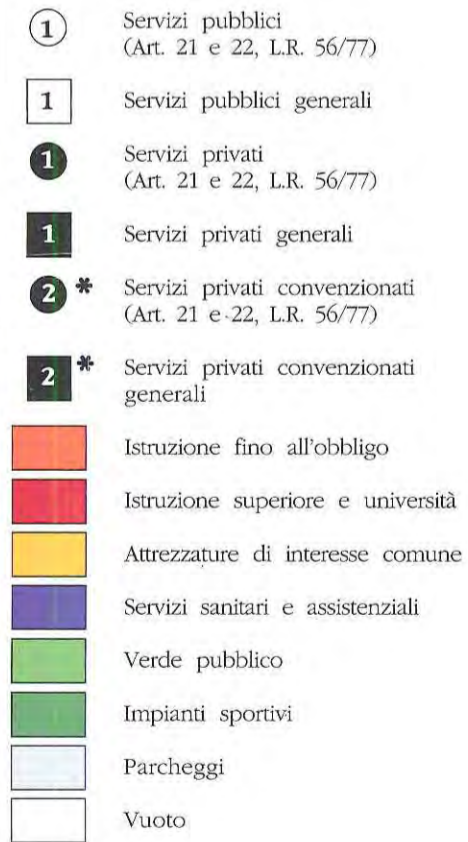 1 Servizi pubblici
(Art. 21 e 22, L.R. 56/77)
1 Servizi pubblici generali
1 Servizi privati
(Art. 21 e 22, L.R. 56/77)
1 Servizi privati generali
2 * Servizi privati convenzionati
(Art. 21 e 22, L.R. 56/77)
2 * Servizi privati convenzionati
generali
Istruzione fino all'obbligo
Istruzione superiore e università
Attrezzature di interesse comune
Servizi sanitari e assistenziali
Verde pubblico
Impianti sportivi
Parcheggi
Vuoto